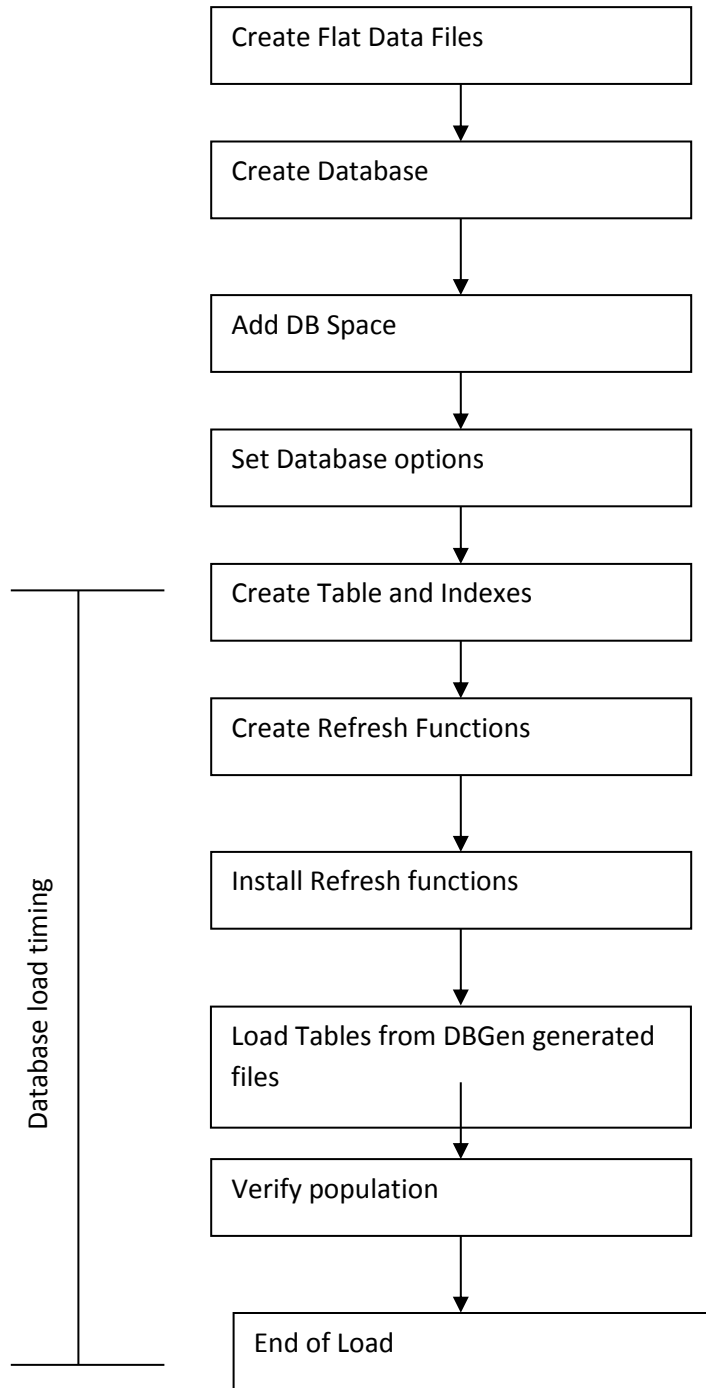 Create Flat Data Files
Create Database
Add DB Space
Set Database options
Create Table and Indexes
Create Refresh Functions
Install Refresh functions
Load Tables from DBGen generated
files
Verify population
End of Load
Database load timing